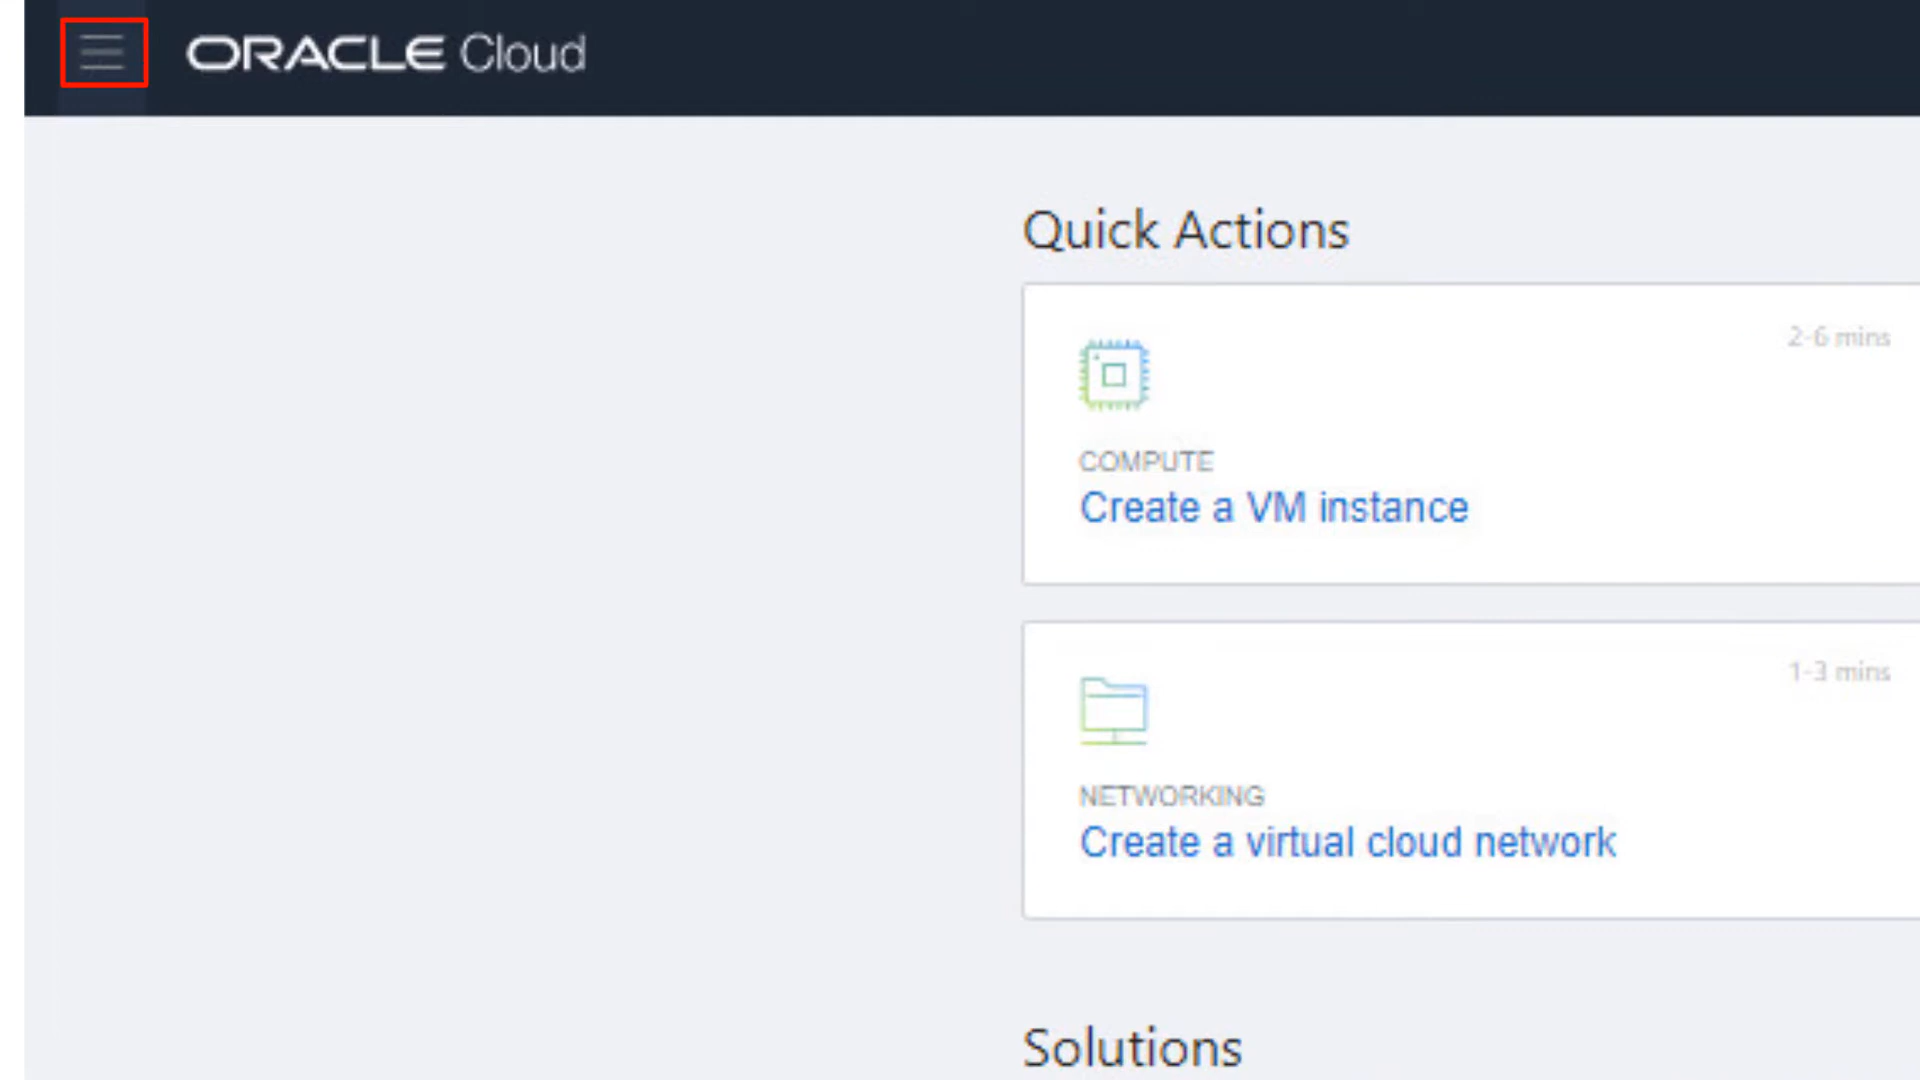 ORACLE Cloud
Quick Actions
2-6 mins
COMPUTE
Create a VM instance
1-3 mins
NETWORKING
Create a virtual cloud network
Solutions